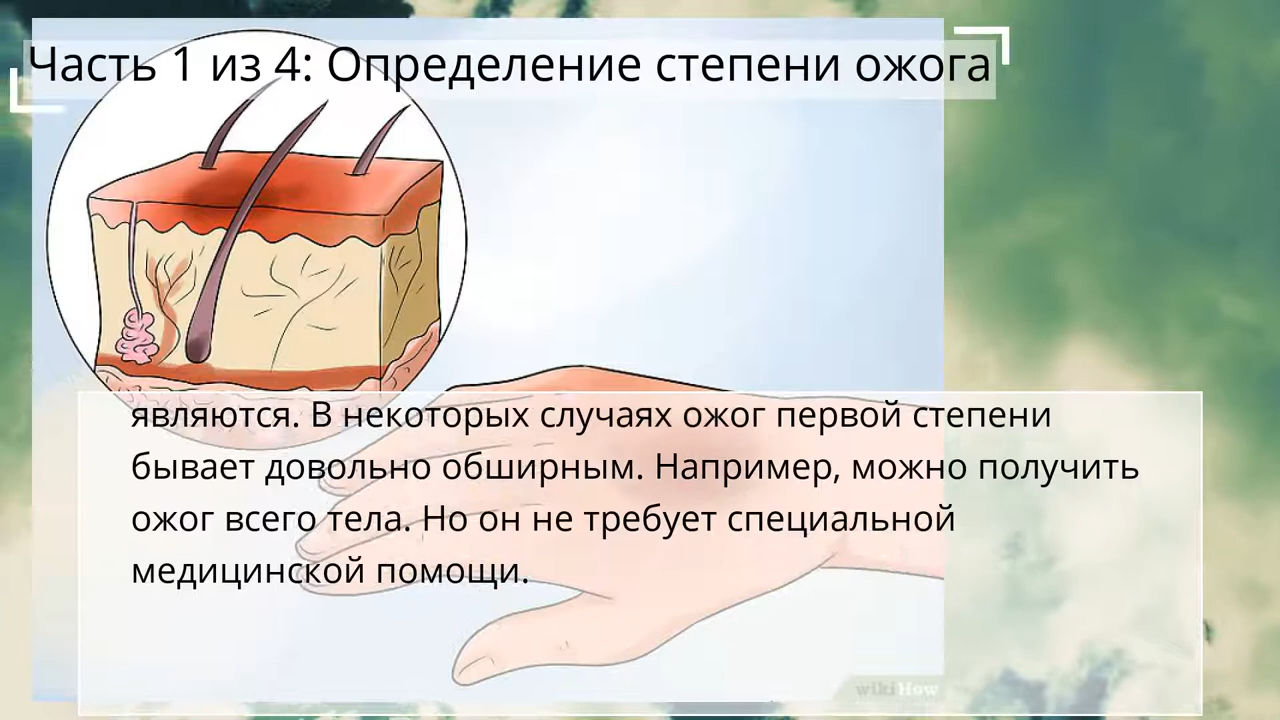 Часть 1 из 4: Определение степени ожога
являются. В некоторых случаях ожог первой степени
бывает довольно обширным. Например, можно получить
ожог всего тела. Но он не требует специальной
медицинской помощи.
wikiHow